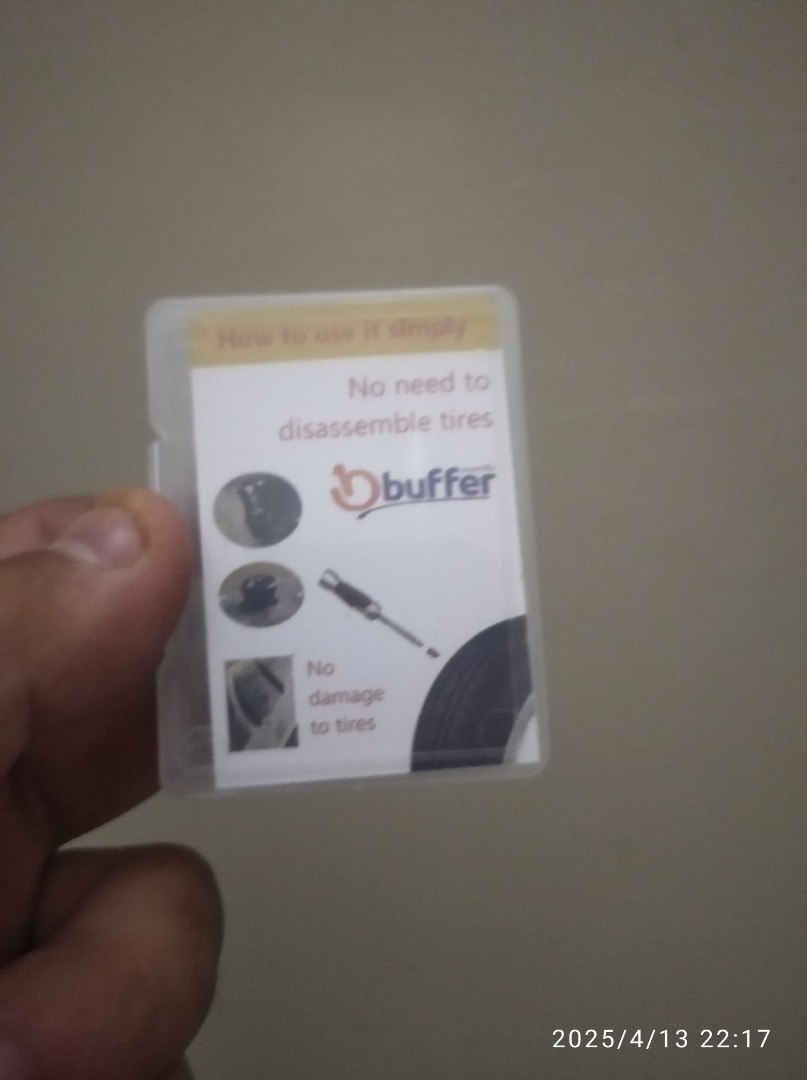 How to use it simply
No need to
disassemble tires
buffer
No
damage
to tires
2025/4/13 22:17